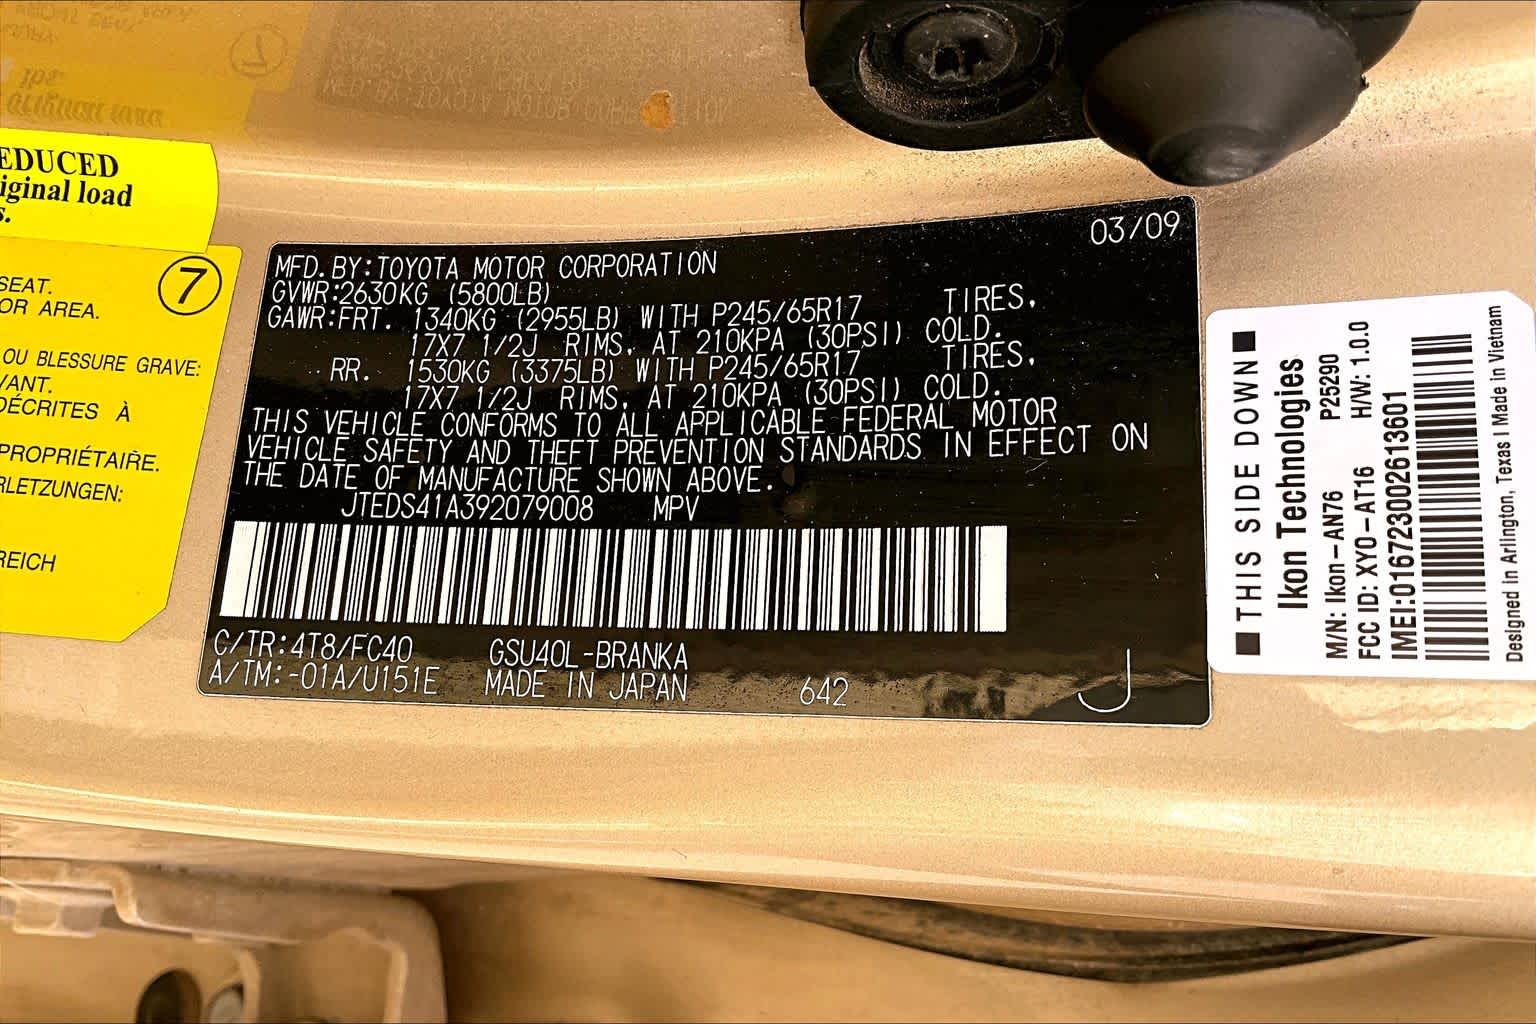 EDUCED
iginal load
s.
7
SEAT.
OR AREA.
OU BLESSURE GRAVE:
VANT.
DÉCRITES À
PROPRIÉTAIRE.
RLETZUNGEN:
REICH
03/09
MFD.BY:TOYOTA MOTOR CORPORATION
GVWR:2630KG (5800LB)
GAWR:FRT. 1340KG (2955LB) WITH P245/65R17 TIRES,
17X7 1/2J RIMS, AT 210KPA (30PSI) COLD.
RR. 1530KG (3375LB) WITH P245/65R17 TIRES,
17X7 1/2J RIMS, AT 210KPA (30PSI) COLD.
THIS VEHICLE CONFORMS TO ALL APPLICABLE FEDERAL MOTOR
VEHICLE SAFETY AND THEFT PREVENTION STANDARDS IN EFFECT ON
THE DATE OF MANUFACTURE SHOWN ABOVE.
JTEDS41A392079008 MPV
C/TR:4T8/FC40 GSU40L-BRANKA
A/TM:-01A/U151E MADE IN JAPAN 642 J
THIS SIDE DOWN
Ikon Technologies
M/N: Ikon-AN76 P25290
FCC ID: XYO-AT16 H/W: 1.0.0
IMEI:016723002613601
Designed in Arlington, Texas | Made in Vietnam